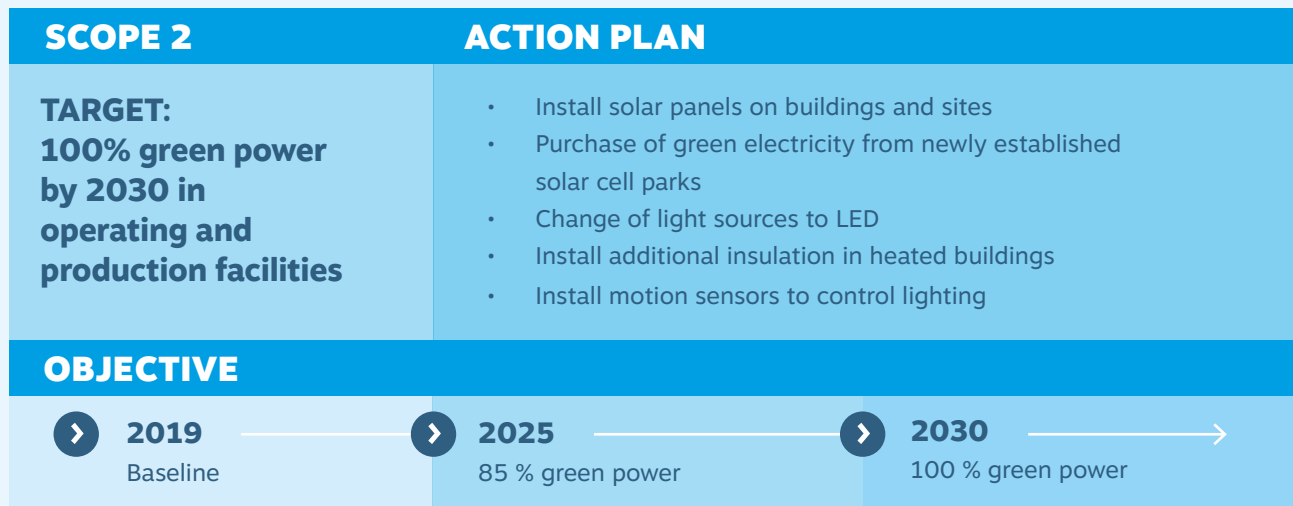 SCOPE 2
ACTION PLAN
TARGET:
100% green power
by 2030 in
operating and
production facilities
• Install solar panels on buildings and sites
• Purchase of green electricity from newly established
solar cell parks
• Change of light sources to LED
• Install additional insulation in heated buildings
• Install motion sensors to control lighting
OBJECTIVE
2019
Baseline
2025
85 % green power
2030
100 % green power